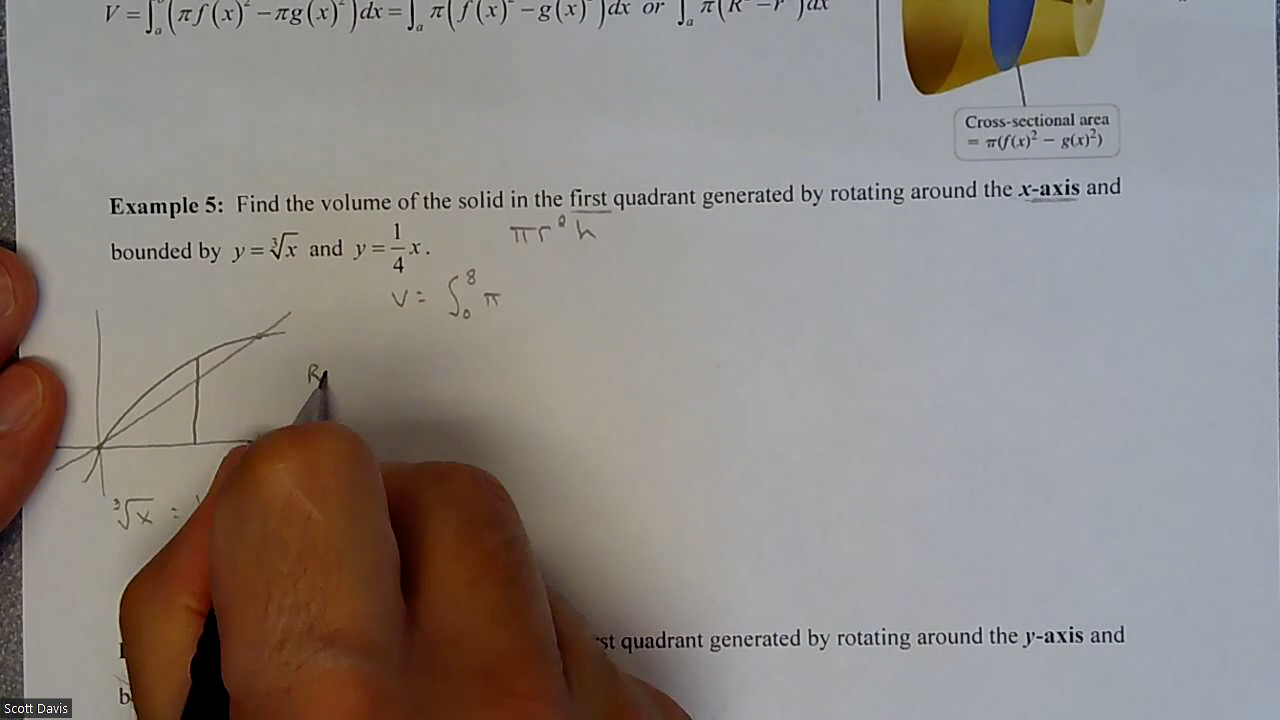 V = ∫ₐ (πf(x)² − πg(x)²)dx = ∫ₐ π(f(x)² − g(x)²)dx or ∫ₐ π(R² − r²)dx
Cross-sectional area
= π(f(x)² − g(x)²)
Example 5: Find the volume of the solid in the first quadrant generated by rotating around the x-axis and
bounded by y = ∛x and y = 1/4 x.
πr²h
V = ∫₀⁸ π
R
∛x =
st quadrant generated by rotating around the y-axis and
b
Scott Davis